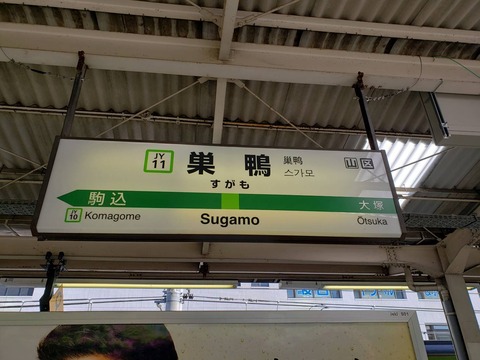 JY
11
巣鴨
巣鴨
스가모
山 区
すがも
駒込
大塚
JY
10
Komagome
Sugamo
Ōtsuka